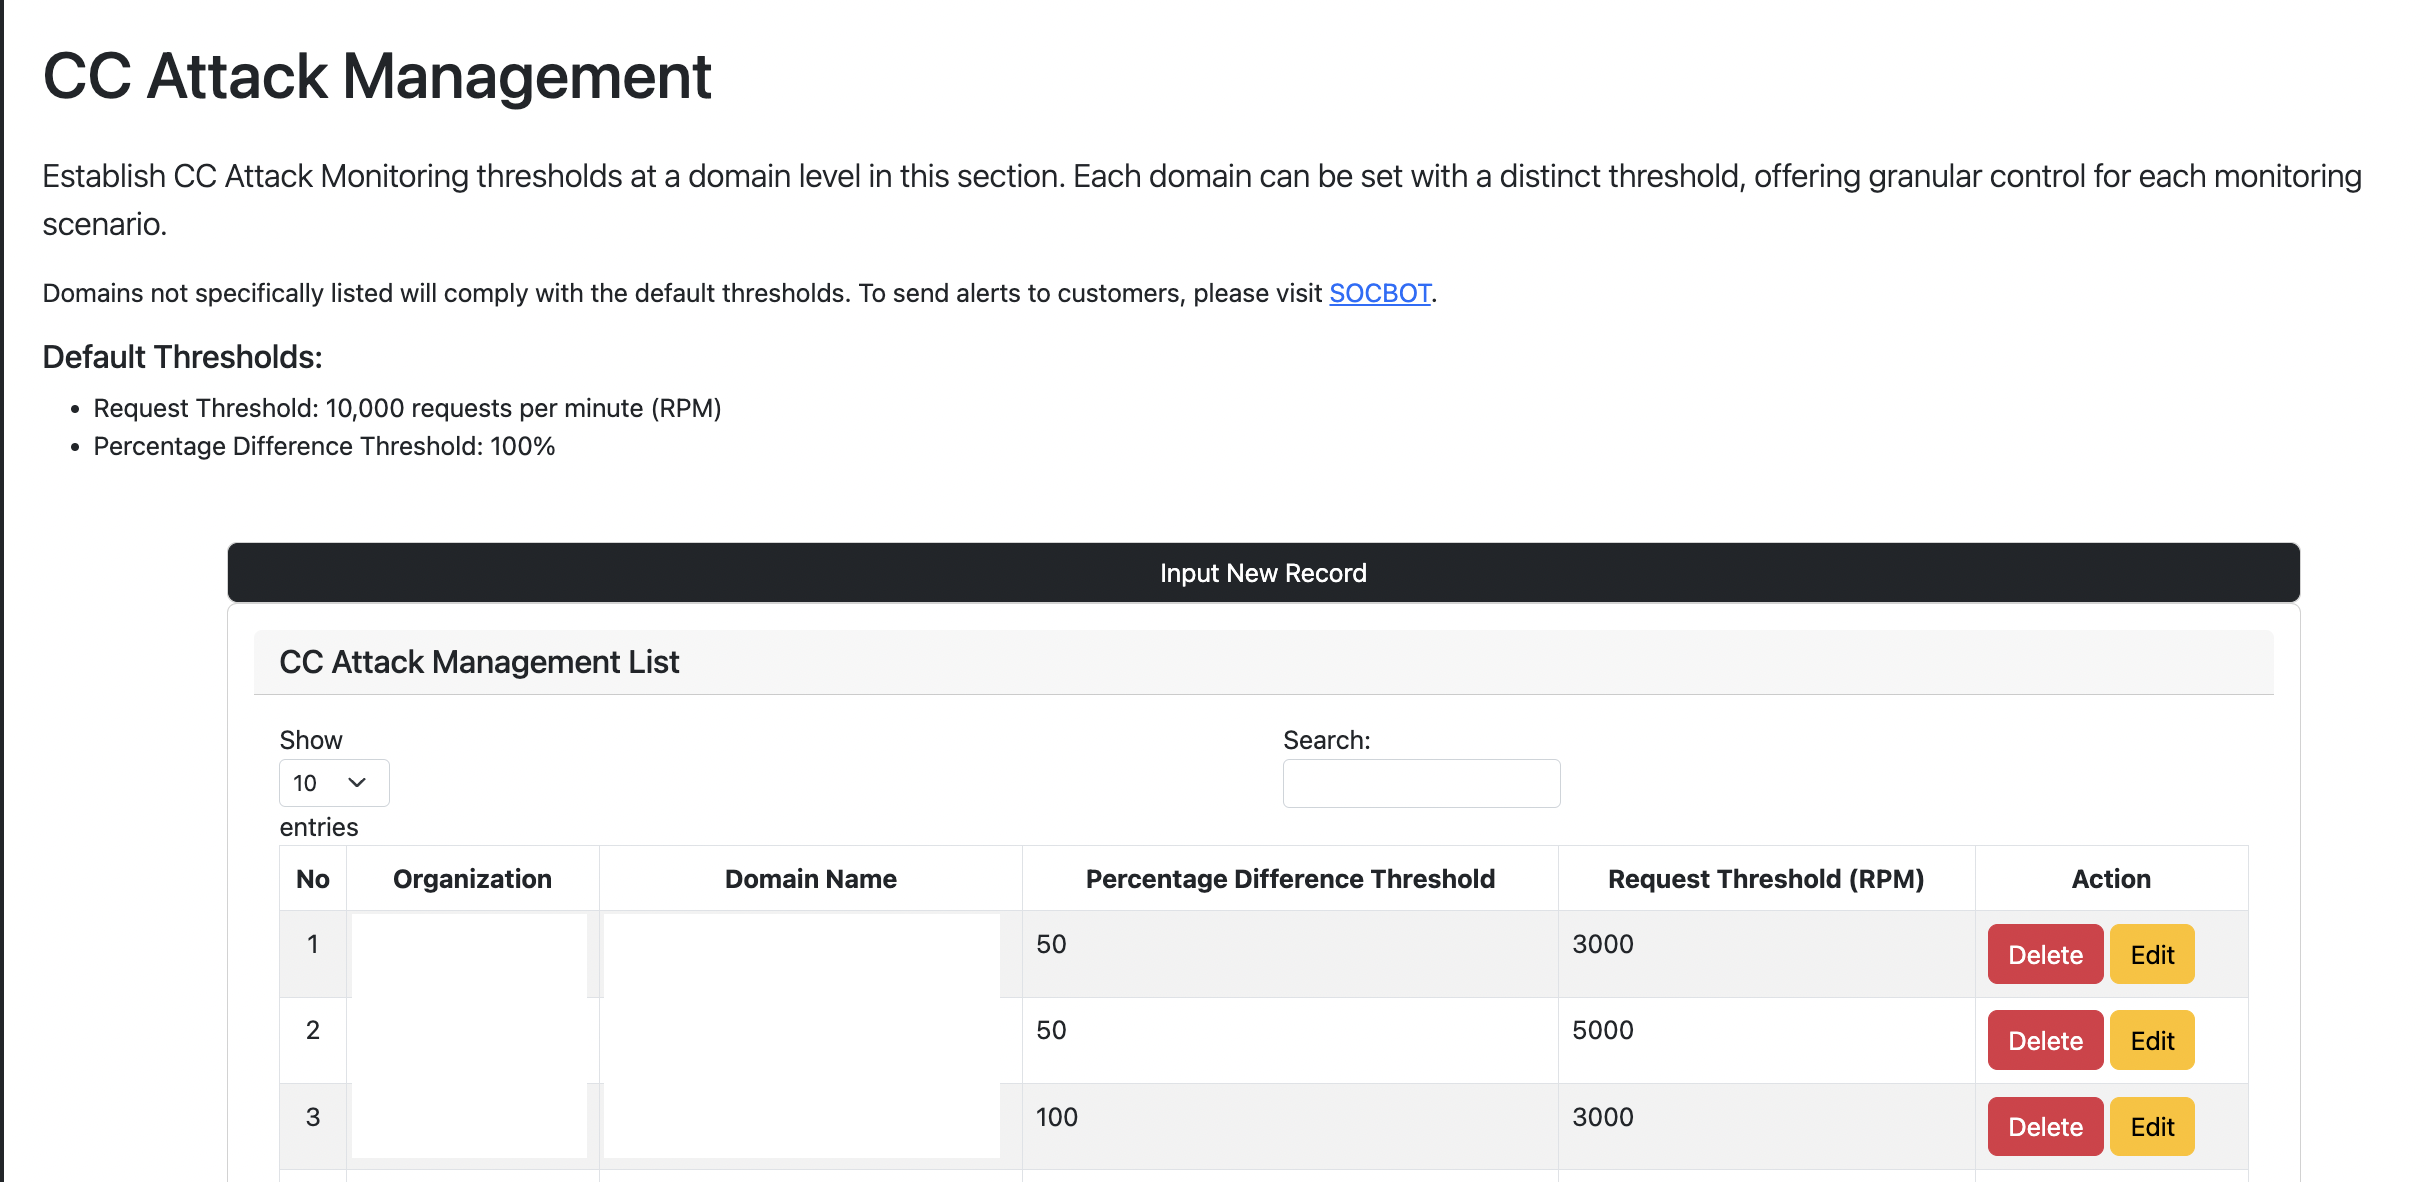 CC Attack Management
Establish CC Attack Monitoring thresholds at a domain level in this section. Each domain can be set with a distinct threshold, offering granular control for each monitoring
scenario.
Domains not specifically listed will comply with the default thresholds. To send alerts to customers, please visit SOCBOT.
Default Thresholds:
• Request Threshold: 10,000 requests per minute (RPM)
• Percentage Difference Threshold: 100%
Input New Record
CC Attack Management List
Show Search:
10
entries
No Organization Domain Name Percentage Difference Threshold Request Threshold (RPM) Action
1 50 3000 Delete Edit
2 50 5000 Delete Edit
3 100 3000 Delete Edit